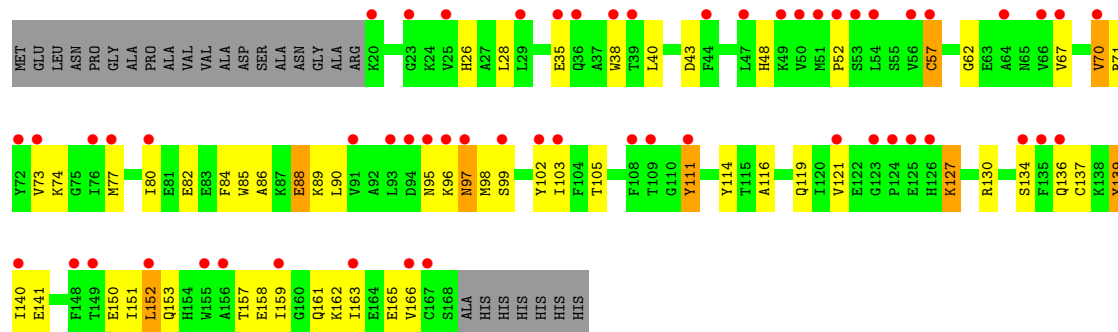 MET GLU LEU ASN PRO GLY ALA PRO ALA ALA VAL VAL ALA ASP SER ALA ASN GLY ALA ARG K20 G23 K24 V25 H26 A27 L28 L29 E35 Q36 A37 W38 T39 L40 D43 F44 L47 H48 K49 V50 M51 P52 S53 L54 S55 V56 C57 G62 E63 A64 N65 V66 V67 V70 P71
Y72 V73 K74 G75 I76 M77 I80 E81 E82 E83 F84 W85 A86 K87 E88 K89 L90 V91 A92 L93 D94 N95 K96 N97 M98 S99 Y102 I103 F104 T105 F108 T109 G110 Y111 Y114 T115 A116 Q119 I120 V121 E122 G123 P124 E125 H126 K127 R130 S134 F135 Q136 C137 K138 Y139
I140 E141 F148 T149 E150 I151 L152 Q153 H154 W155 A156 T157 E158 I159 G160 Q161 K162 I163 E164 E165 V166 C167 S168 ALA HIS HIS HIS HIS HIS HIS